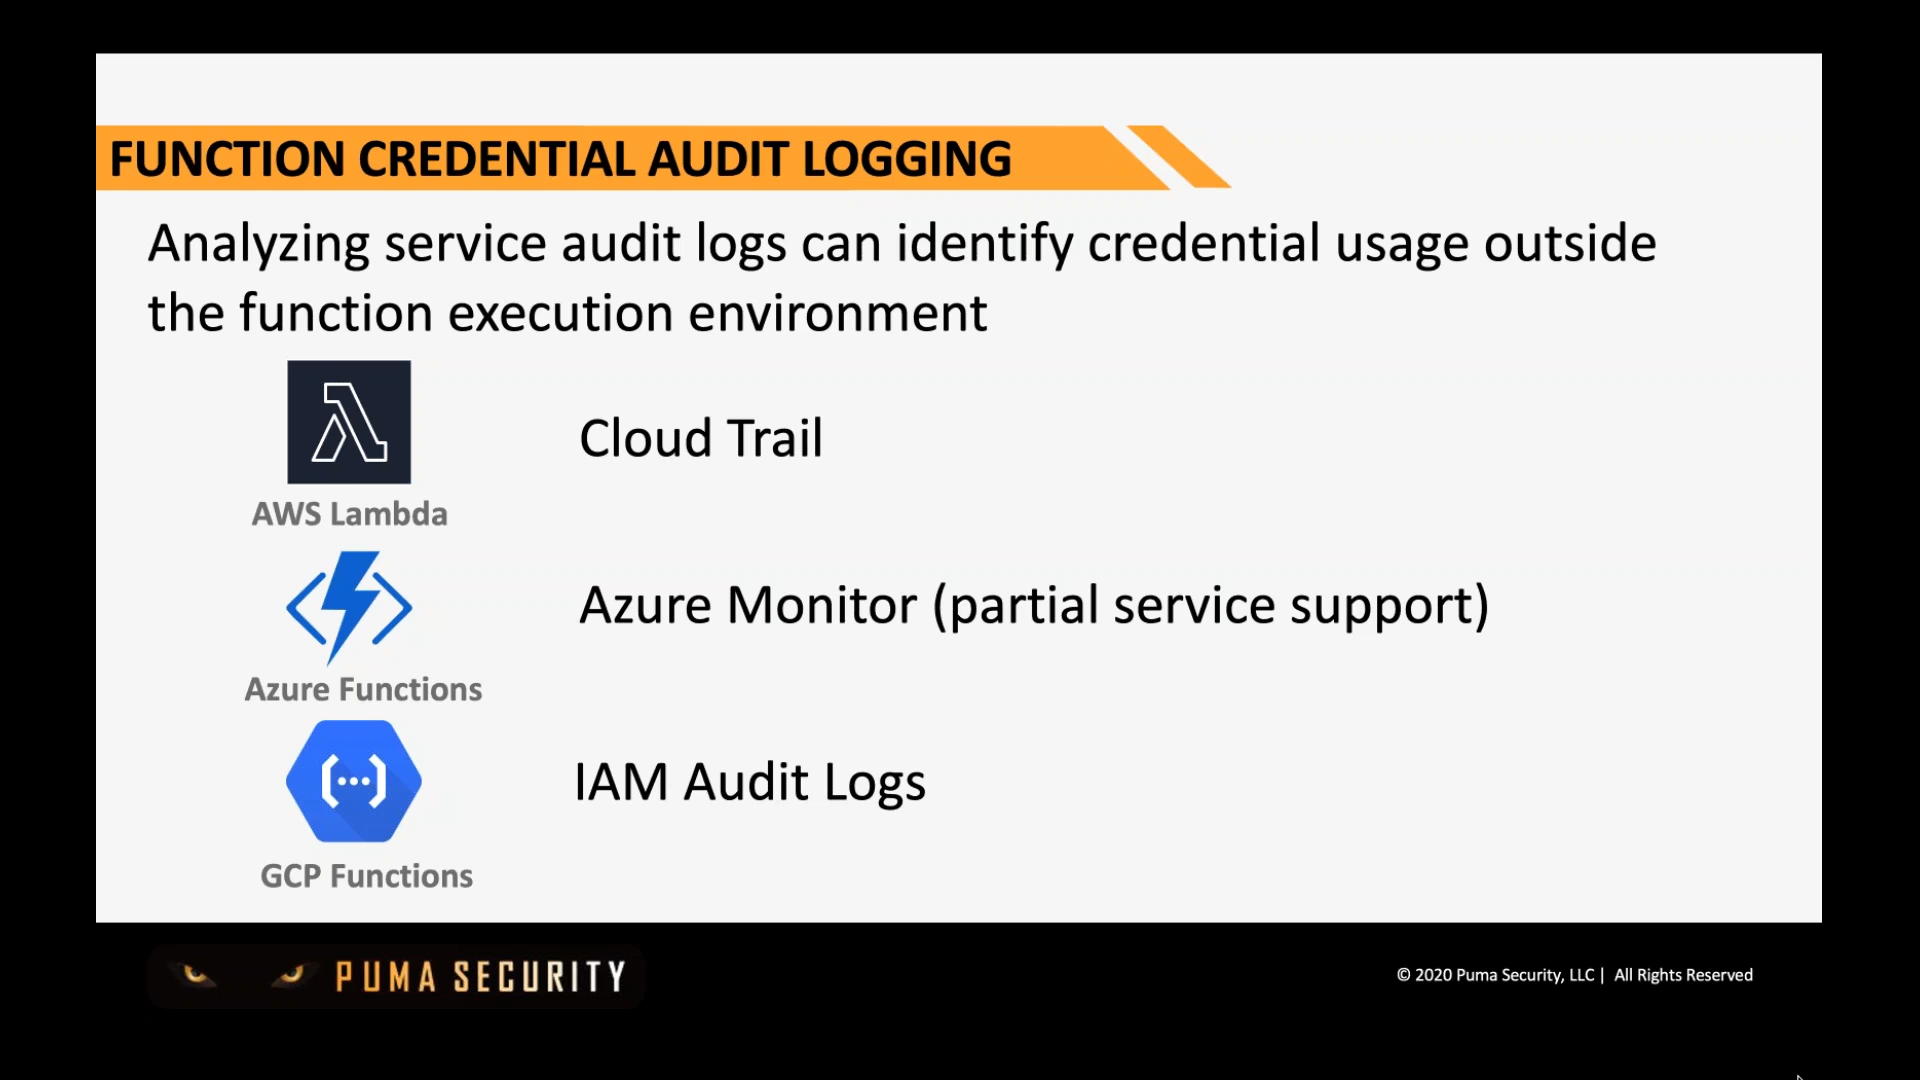 FUNCTION CREDENTIAL AUDIT LOGGING
Analyzing service audit logs can identify credential usage outside
the function execution environment
Cloud Trail
AWS Lambda
Azure Monitor (partial service support)
Azure Functions
IAM Audit Logs
GCP Functions
PUMA SECURITY
© 2020 Puma Security, LLC | All Rights Reserved